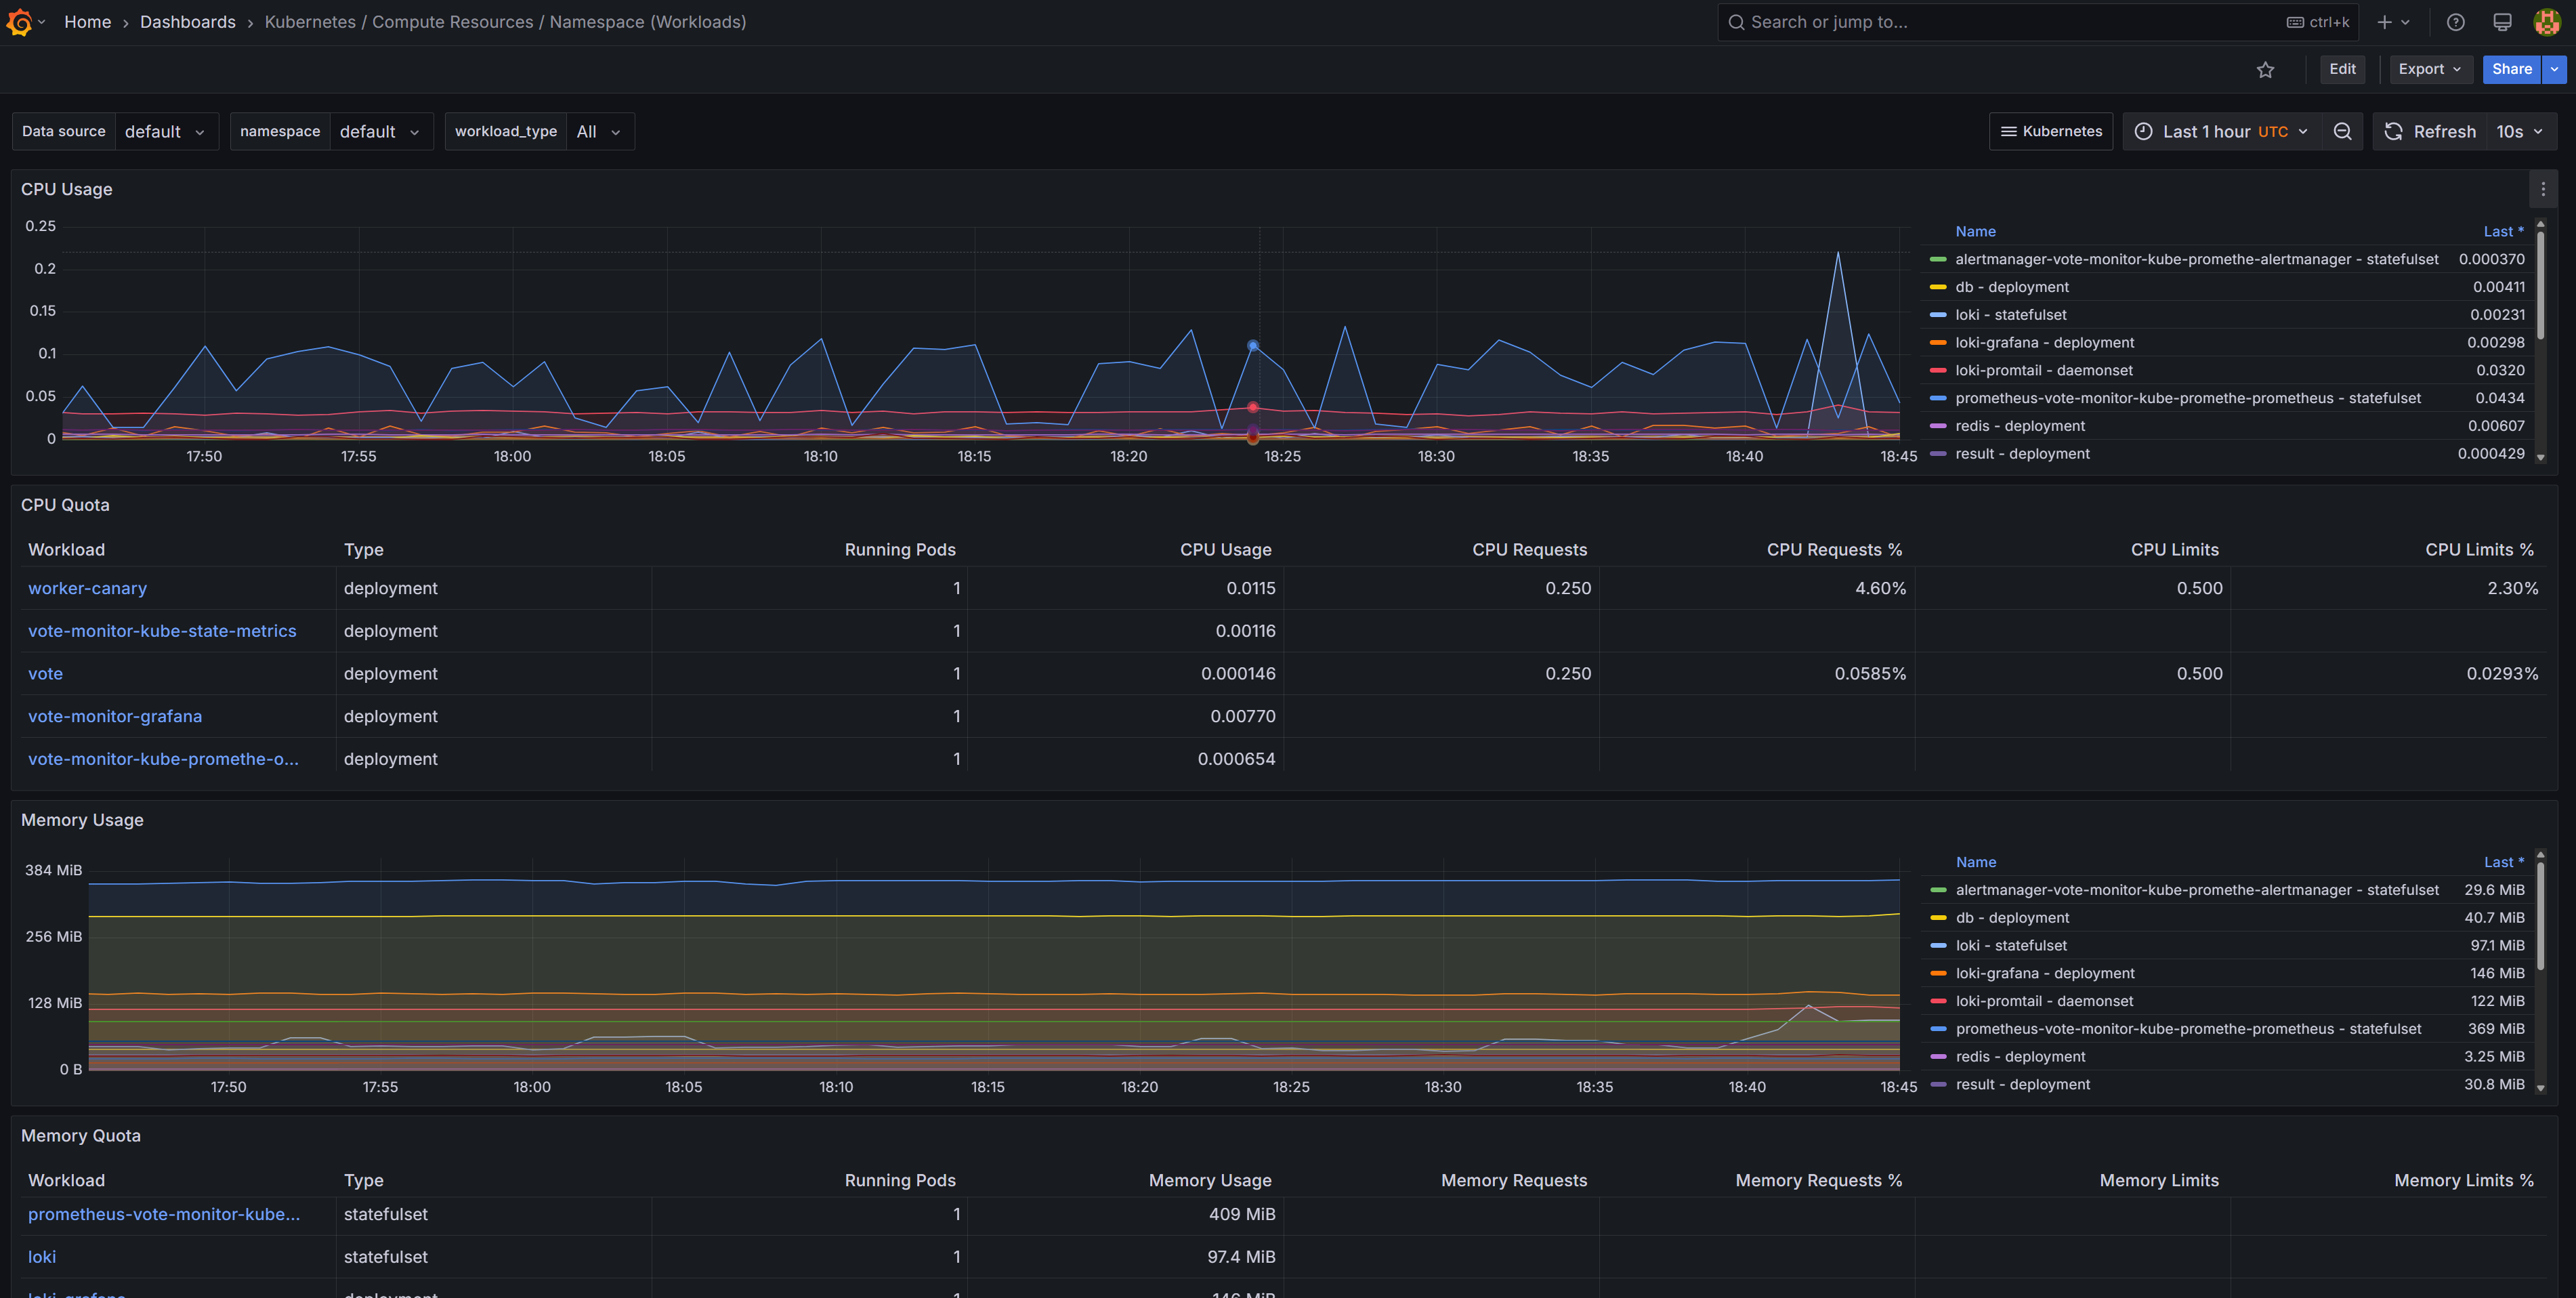 Home › Dashboards › Kubernetes / Compute Resources / Namespace (Workloads)
Search or jump to... ctrl+k
Edit Export Share
Data source default namespace default workload_type All Kubernetes Last 1 hour UTC Refresh 10s
CPU Usage
0.25
0.2
0.15
0.1
0.05
0
17:50 17:55 18:00 18:05 18:10 18:15 18:20 18:25 18:30 18:35 18:40 18:45
Name Last *
alertmanager-vote-monitor-kube-promethe-alertmanager - statefulset 0.000370
db - deployment 0.00411
loki - statefulset 0.00231
loki-grafana - deployment 0.00298
loki-promtail - daemonset 0.0320
prometheus-vote-monitor-kube-promethe-prometheus - statefulset 0.0434
redis - deployment 0.00607
result - deployment 0.000429
CPU Quota
Workload Type Running Pods CPU Usage CPU Requests CPU Requests % CPU Limits CPU Limits %
worker-canary deployment 1 0.0115 0.250 4.60% 0.500 2.30%
vote-monitor-kube-state-metrics deployment 1 0.00116
vote deployment 1 0.000146 0.250 0.0585% 0.500 0.0293%
vote-monitor-grafana deployment 1 0.00770
vote-monitor-kube-promethe-o... deployment 1 0.000654
Memory Usage
384 MiB
256 MiB
128 MiB
0 B
17:50 17:55 18:00 18:05 18:10 18:15 18:20 18:25 18:30 18:35 18:40 18:45
Name Last *
alertmanager-vote-monitor-kube-promethe-alertmanager - statefulset 29.6 MiB
db - deployment 40.7 MiB
loki - statefulset 97.1 MiB
loki-grafana - deployment 146 MiB
loki-promtail - daemonset 122 MiB
prometheus-vote-monitor-kube-promethe-prometheus - statefulset 369 MiB
redis - deployment 3.25 MiB
result - deployment 30.8 MiB
Memory Quota
Workload Type Running Pods Memory Usage Memory Requests Memory Requests % Memory Limits Memory Limits %
prometheus-vote-monitor-kube... statefulset 1 409 MiB
loki statefulset 1 97.4 MiB
loki-grafana deployment 1 146 MiB